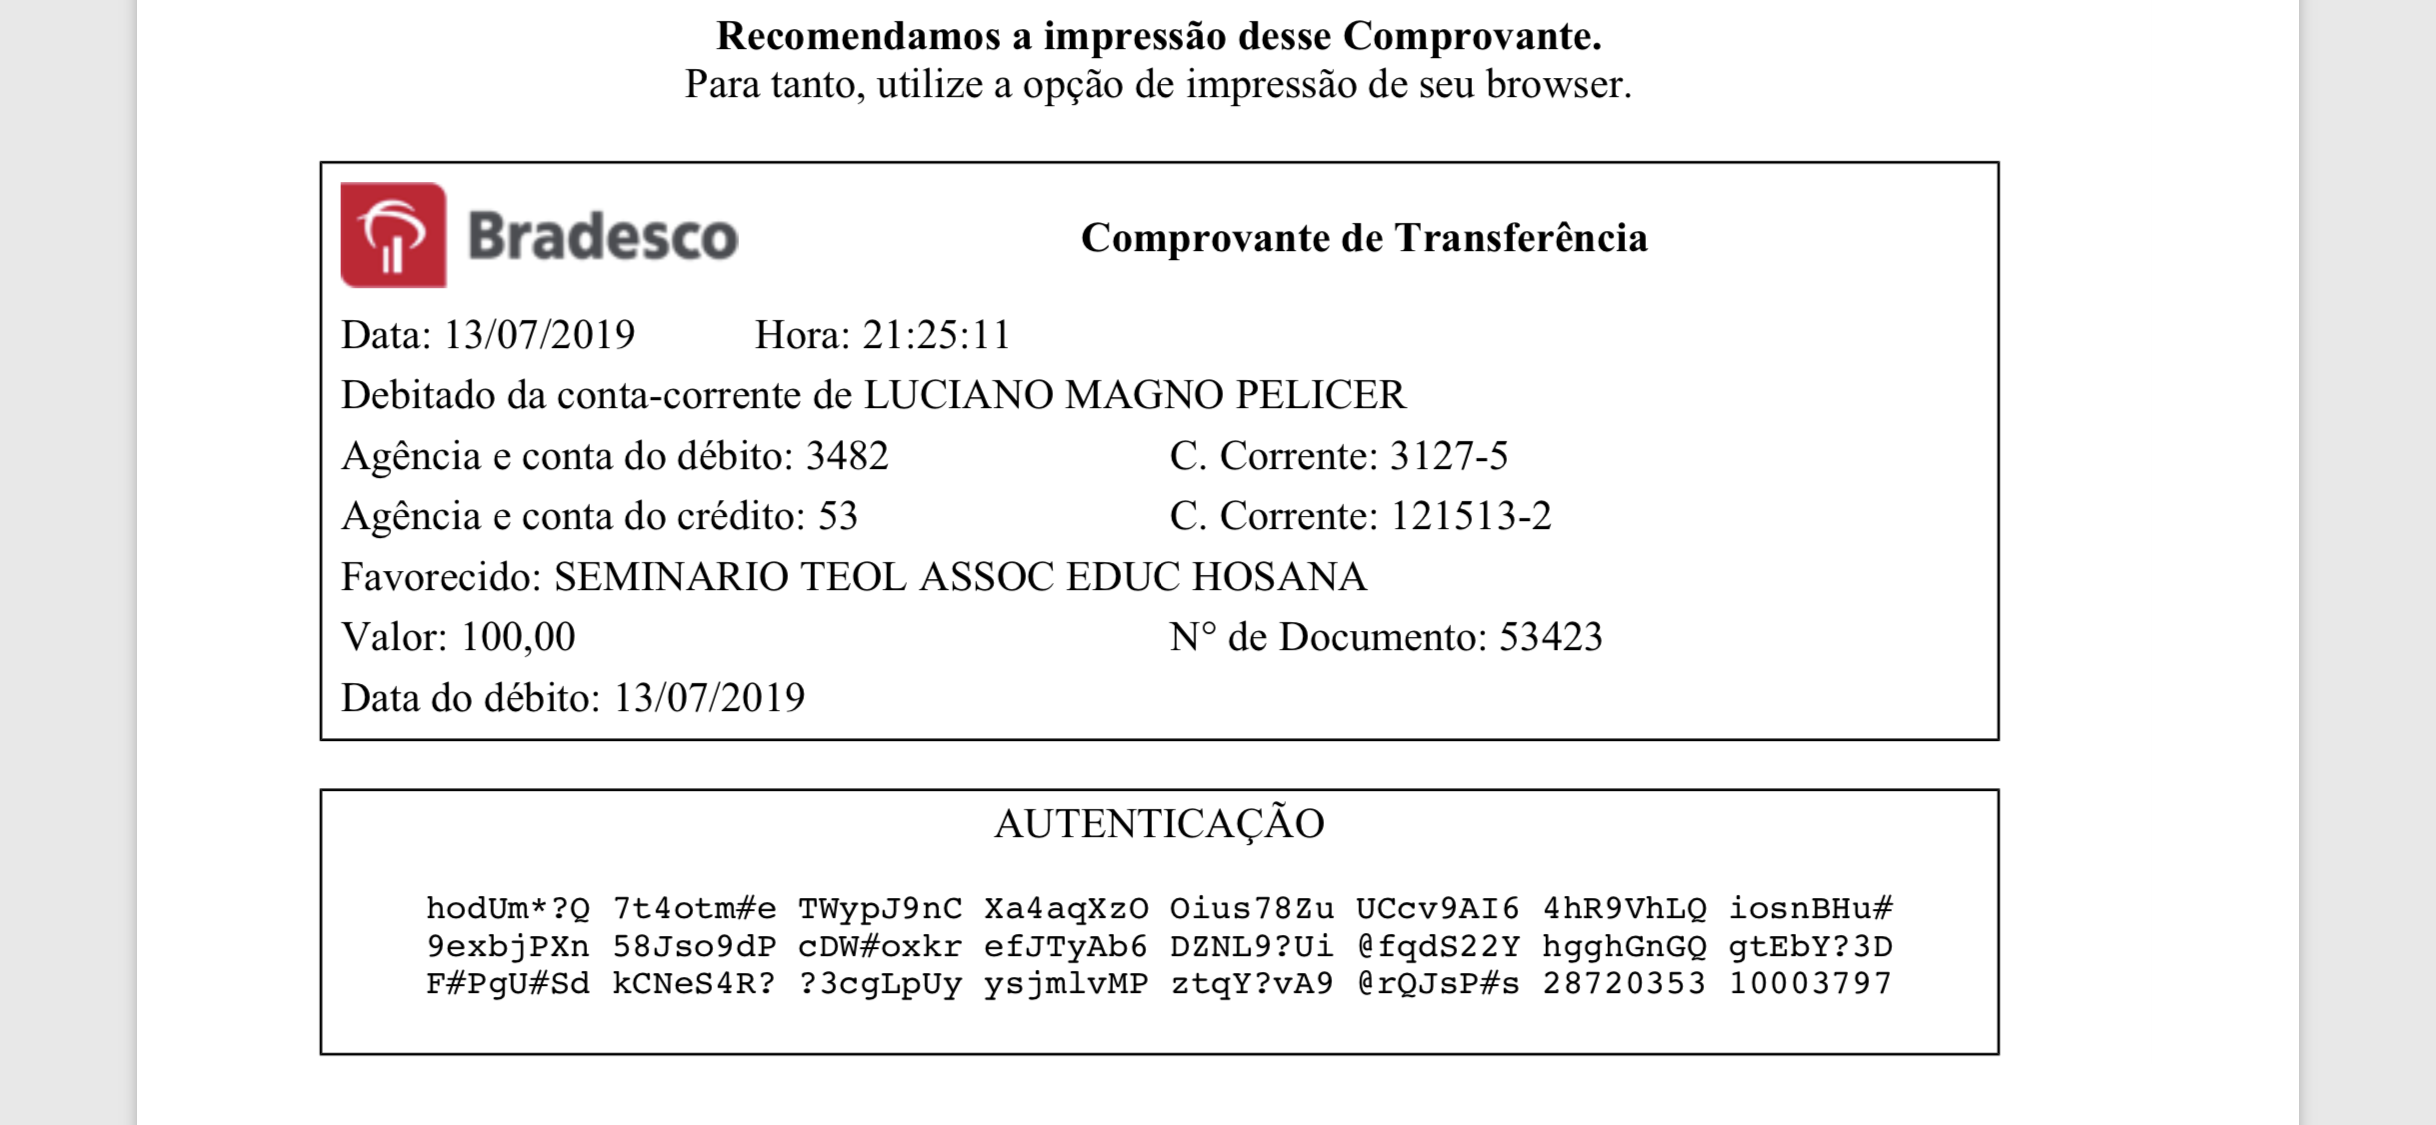 Recomendamos a impressão desse Comprovante.
Para tanto, utilize a opção de impressão de seu browser.
Bradesco Comprovante de Transferência
Data: 13/07/2019 Hora: 21:25:11
Debitado da conta-corrente de LUCIANO MAGNO PELICER
Agência e conta do débito: 3482 C. Corrente: 3127-5
Agência e conta do crédito: 53 C. Corrente: 121513-2
Favorecido: SEMINARIO TEOL ASSOC EDUC HOSANA
Valor: 100,00 N° de Documento: 53423
Data do débito: 13/07/2019
AUTENTICAÇÃO
hodUm*?Q 7t4otm#e TWypJ9nC Xa4aqXzO Oius78Zu UCcv9AI6 4hR9VhLQ iosnBHu#
9exbjPXn 58Jso9dP cDW#oxkr efJTyAb6 DZNL9?Ui @fqdS22Y hgghGnGQ gtEbY?3D
F#PgU#Sd kCNeS4R? ?3cgLpUy ysjmlvMP ztqY?vA9 @rQJsP#s 28720353 10003797